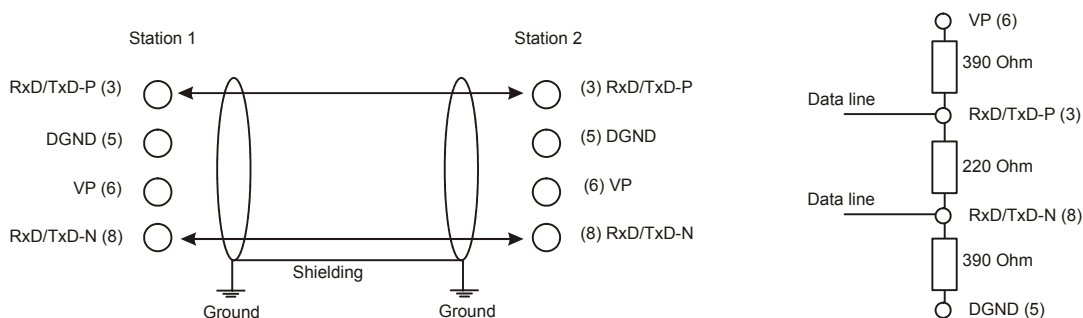 Station 1
Station 2
RxD/TxD-P (3)
(3) RxD/TxD-P
DGND (5)
(5) DGND
VP (6)
(6) VP
RxD/TxD-N (8)
(8) RxD/TxD-N
Shielding
Ground
Ground
VP (6)
390 Ohm
Data line
RxD/TxD-P (3)
220 Ohm
Data line
RxD/TxD-N (8)
390 Ohm
DGND (5)